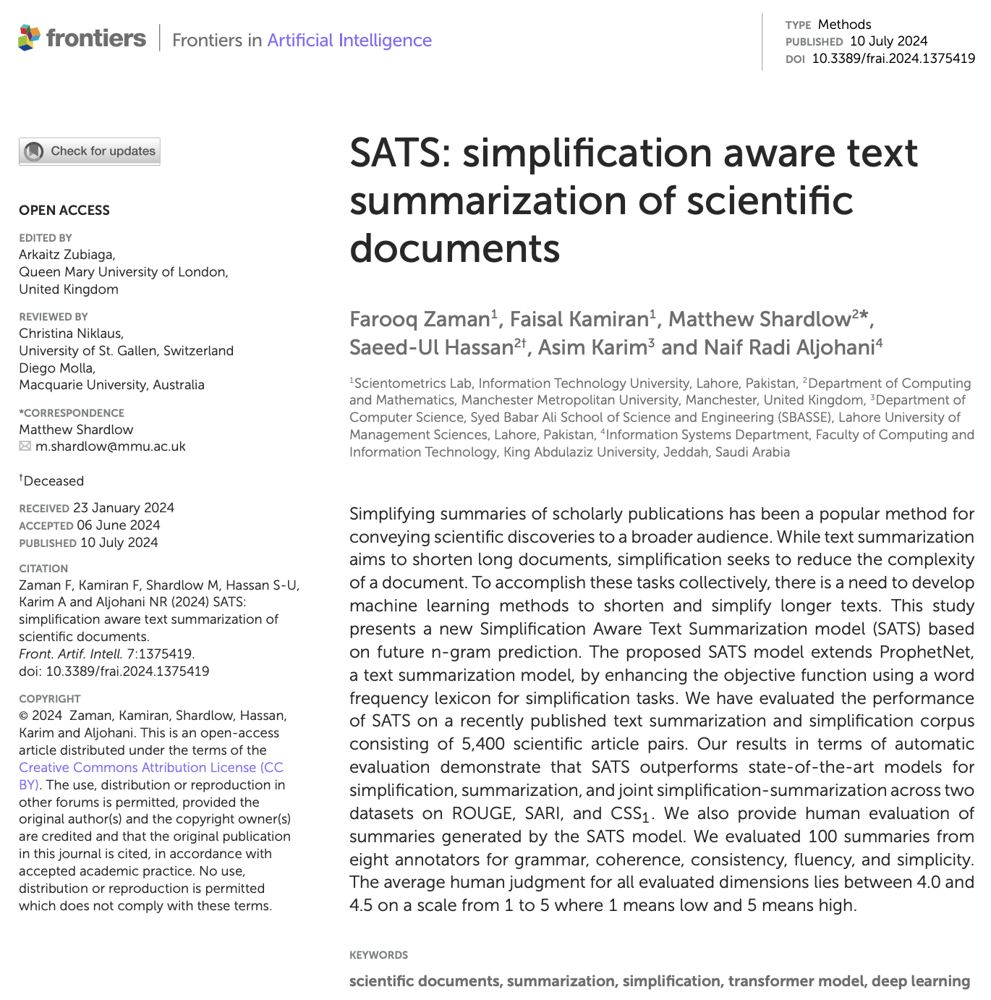 frontiers | Frontiers in Artificial Intelligence
TYPE Methods
PUBLISHED 10 July 2024
DOI 10.3389/frai.2024.1375419
Check for updates
OPEN ACCESS
EDITED BY
Arkaitz Zubiaga,
Queen Mary University of London,
United Kingdom
REVIEWED BY
Christina Niklaus,
University of St. Gallen, Switzerland
Diego Molla,
Macquarie University, Australia
*CORRESPONDENCE
Matthew Shardlow
m.shardlow@mmu.ac.uk
†Deceased
RECEIVED 23 January 2024
ACCEPTED 06 June 2024
PUBLISHED 10 July 2024
CITATION
Zaman F, Kamiran F, Shardlow M, Hassan S-U,
Karim A and Aljohani NR (2024) SATS:
simplification aware text summarization of
scientific documents.
Front. Artif. Intell. 7:1375419.
doi: 10.3389/frai.2024.1375419
COPYRIGHT
© 2024 Zaman, Kamiran, Shardlow, Hassan,
Karim and Aljohani. This is an open-access
article distributed under the terms of the
Creative Commons Attribution License (CC
BY). The use, distribution or reproduction in
other forums is permitted, provided the
original author(s) and the copyright owner(s)
are credited and that the original publication
in this journal is cited, in accordance with
accepted academic practice. No use,
distribution or reproduction is permitted
which does not comply with these terms.
SATS: simplification aware text
summarization of scientific
documents
Farooq Zaman¹, Faisal Kamiran¹, Matthew Shardlow²*,
Saeed-Ul Hassan²†, Asim Karim³ and Naif Radi Aljohani⁴
¹Scientometrics Lab, Information Technology University, Lahore, Pakistan, ²Department of Computing
and Mathematics, Manchester Metropolitan University, Manchester, United Kingdom, ³Department of
Computer Science, Syed Babar Ali School of Science and Engineering (SBASSE), Lahore University of
Management Sciences, Lahore, Pakistan, ⁴Information Systems Department, Faculty of Computing and
Information Technology, King Abdulaziz University, Jeddah, Saudi Arabia
Simplifying summaries of scholarly publications has been a popular method for
conveying scientific discoveries to a broader audience. While text summarization
aims to shorten long documents, simplification seeks to reduce the complexity
of a document. To accomplish these tasks collectively, there is a need to develop
machine learning methods to shorten and simplify longer texts. This study
presents a new Simplification Aware Text Summarization model (SATS) based
on future n-gram prediction. The proposed SATS model extends ProphetNet,
a text summarization model, by enhancing the objective function using a word
frequency lexicon for simplification tasks. We have evaluated the performance
of SATS on a recently published text summarization and simplification corpus
consisting of 5,400 scientific article pairs. Our results in terms of automatic
evaluation demonstrate that SATS outperforms state-of-the-art models for
simplification, summarization, and joint simplification-summarization across two
datasets on ROUGE, SARI, and CSS₁. We also provide human evaluation of
summaries generated by the SATS model. We evaluated 100 summaries from
eight annotators for grammar, coherence, consistency, fluency, and simplicity.
The average human judgment for all evaluated dimensions lies between 4.0 and
4.5 on a scale from 1 to 5 where 1 means low and 5 means high.
KEYWORDS
scientific documents, summarization, simplification, transformer model, deep learning